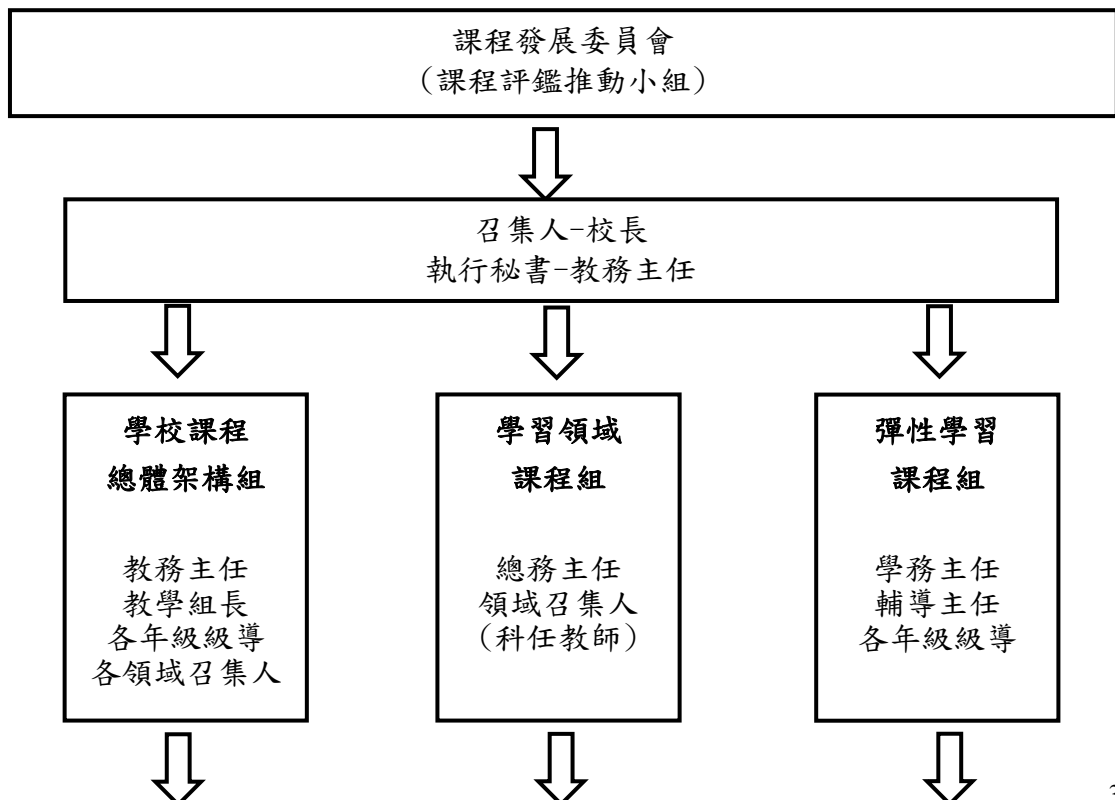 課程發展委員會
(課程評鑑推動小組)
召集人-校長
執行秘書-教務主任
學校課程
總體架構組
教務主任
教學組長
各年級級導
各領域召集人
學習領域
課程組
總務主任
領域召集人
(科任教師)
彈性學習
課程組
學務主任
輔導主任
各年級級導